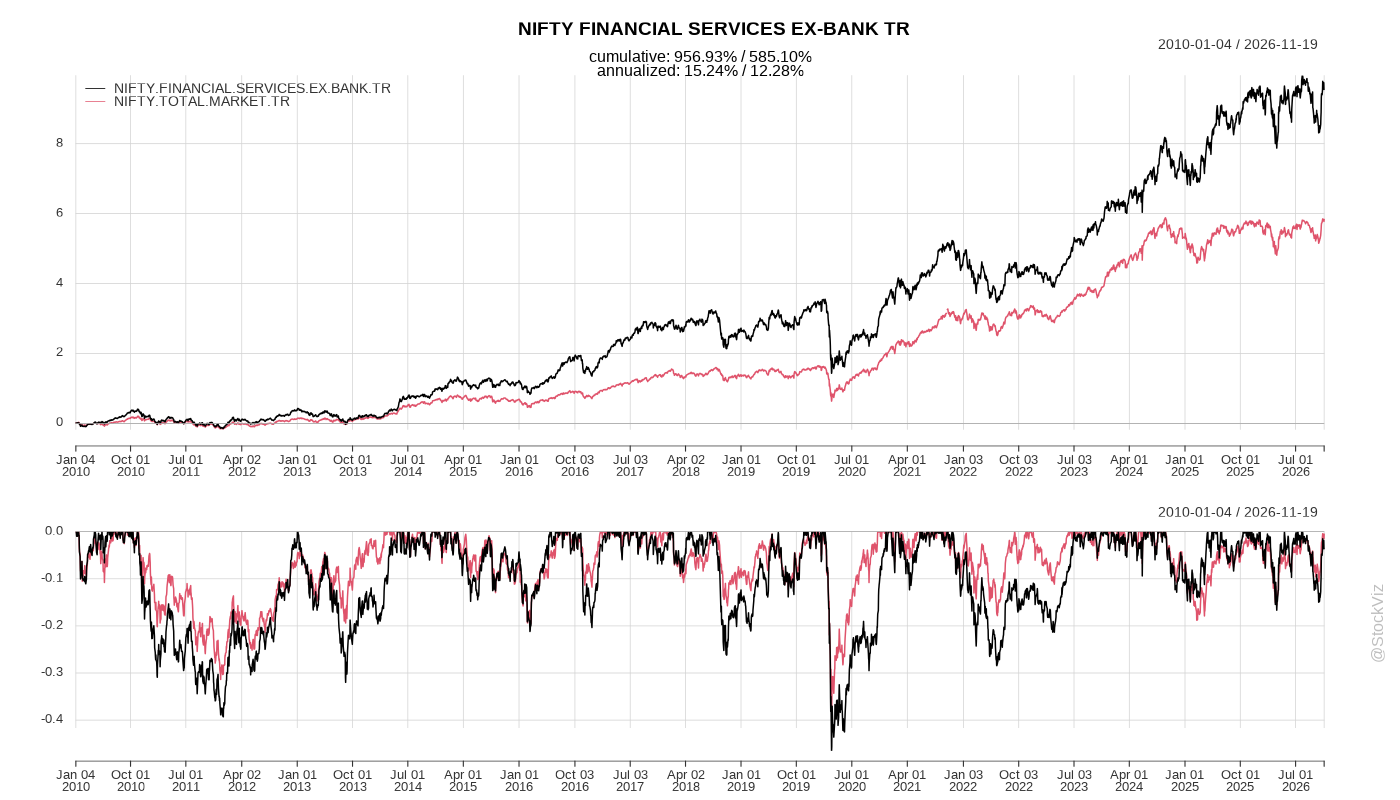 NIFTY FINANCIAL SERVICES EX-BANK TR
2010-01-04 / 2026-11-19
cumulative: 956.93% / 585.10%
annualized: 15.24% / 12.28%
NIFTY.FINANCIAL.SERVICES.EX.BANK.TR
NIFTY.TOTAL.MARKET.TR
8
6
4
2
0
Jan 04 Oct 01 Jul 01 Apr 02 Jan 01 Oct 01 Jul 01 Apr 01 Jan 01 Oct 03 Jul 03 Apr 02 Jan 01 Oct 01 Jul 01 Apr 01 Jan 03 Oct 03 Jul 03 Apr 01 Jan 01 Oct 01 Jul 01
2010 2010 2011 2012 2013 2013 2014 2015 2016 2016 2017 2018 2019 2019 2020 2021 2022 2022 2023 2024 2025 2025 2026
2010-01-04 / 2026-11-19
0.0
-0.1
-0.2
-0.3
-0.4
Jan 04 Oct 01 Jul 01 Apr 02 Jan 01 Oct 01 Jul 01 Apr 01 Jan 01 Oct 03 Jul 03 Apr 02 Jan 01 Oct 01 Jul 01 Apr 01 Jan 03 Oct 03 Jul 03 Apr 01 Jan 01 Oct 01 Jul 01
2010 2010 2011 2012 2013 2013 2014 2015 2016 2016 2017 2018 2019 2019 2020 2021 2022 2022 2023 2024 2025 2025 2026
@StockViz